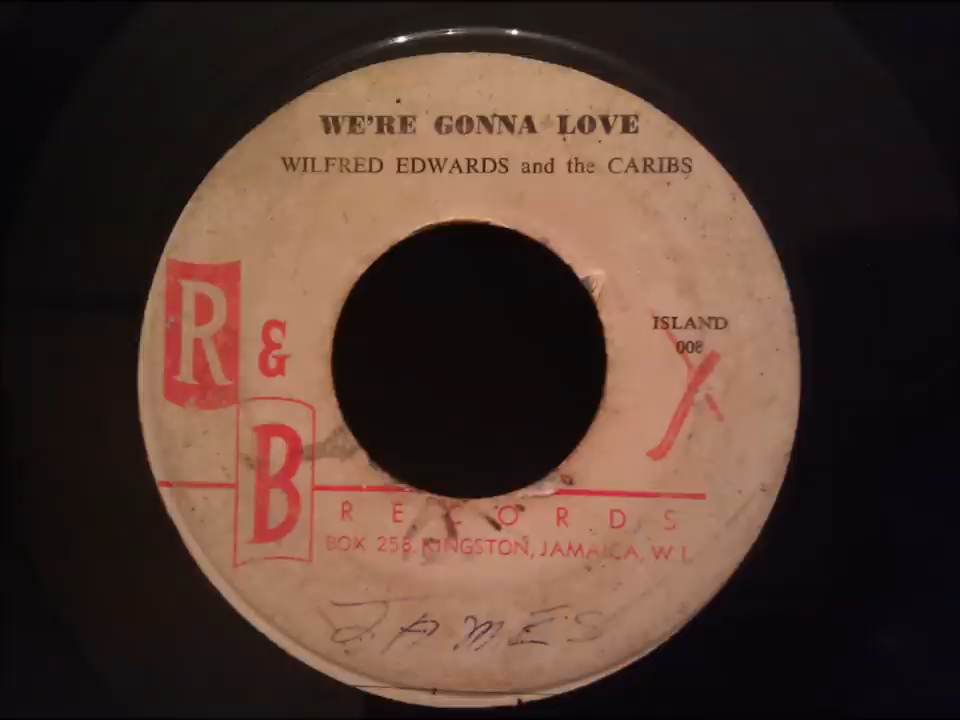 WE'RE GONNA LOVE
WILFRED EDWARDS and the CARIBS
ISLAND
008
R &
B
RECORDS
BOX 258, KINGSTON, JAMAICA, W.I.
JAMES